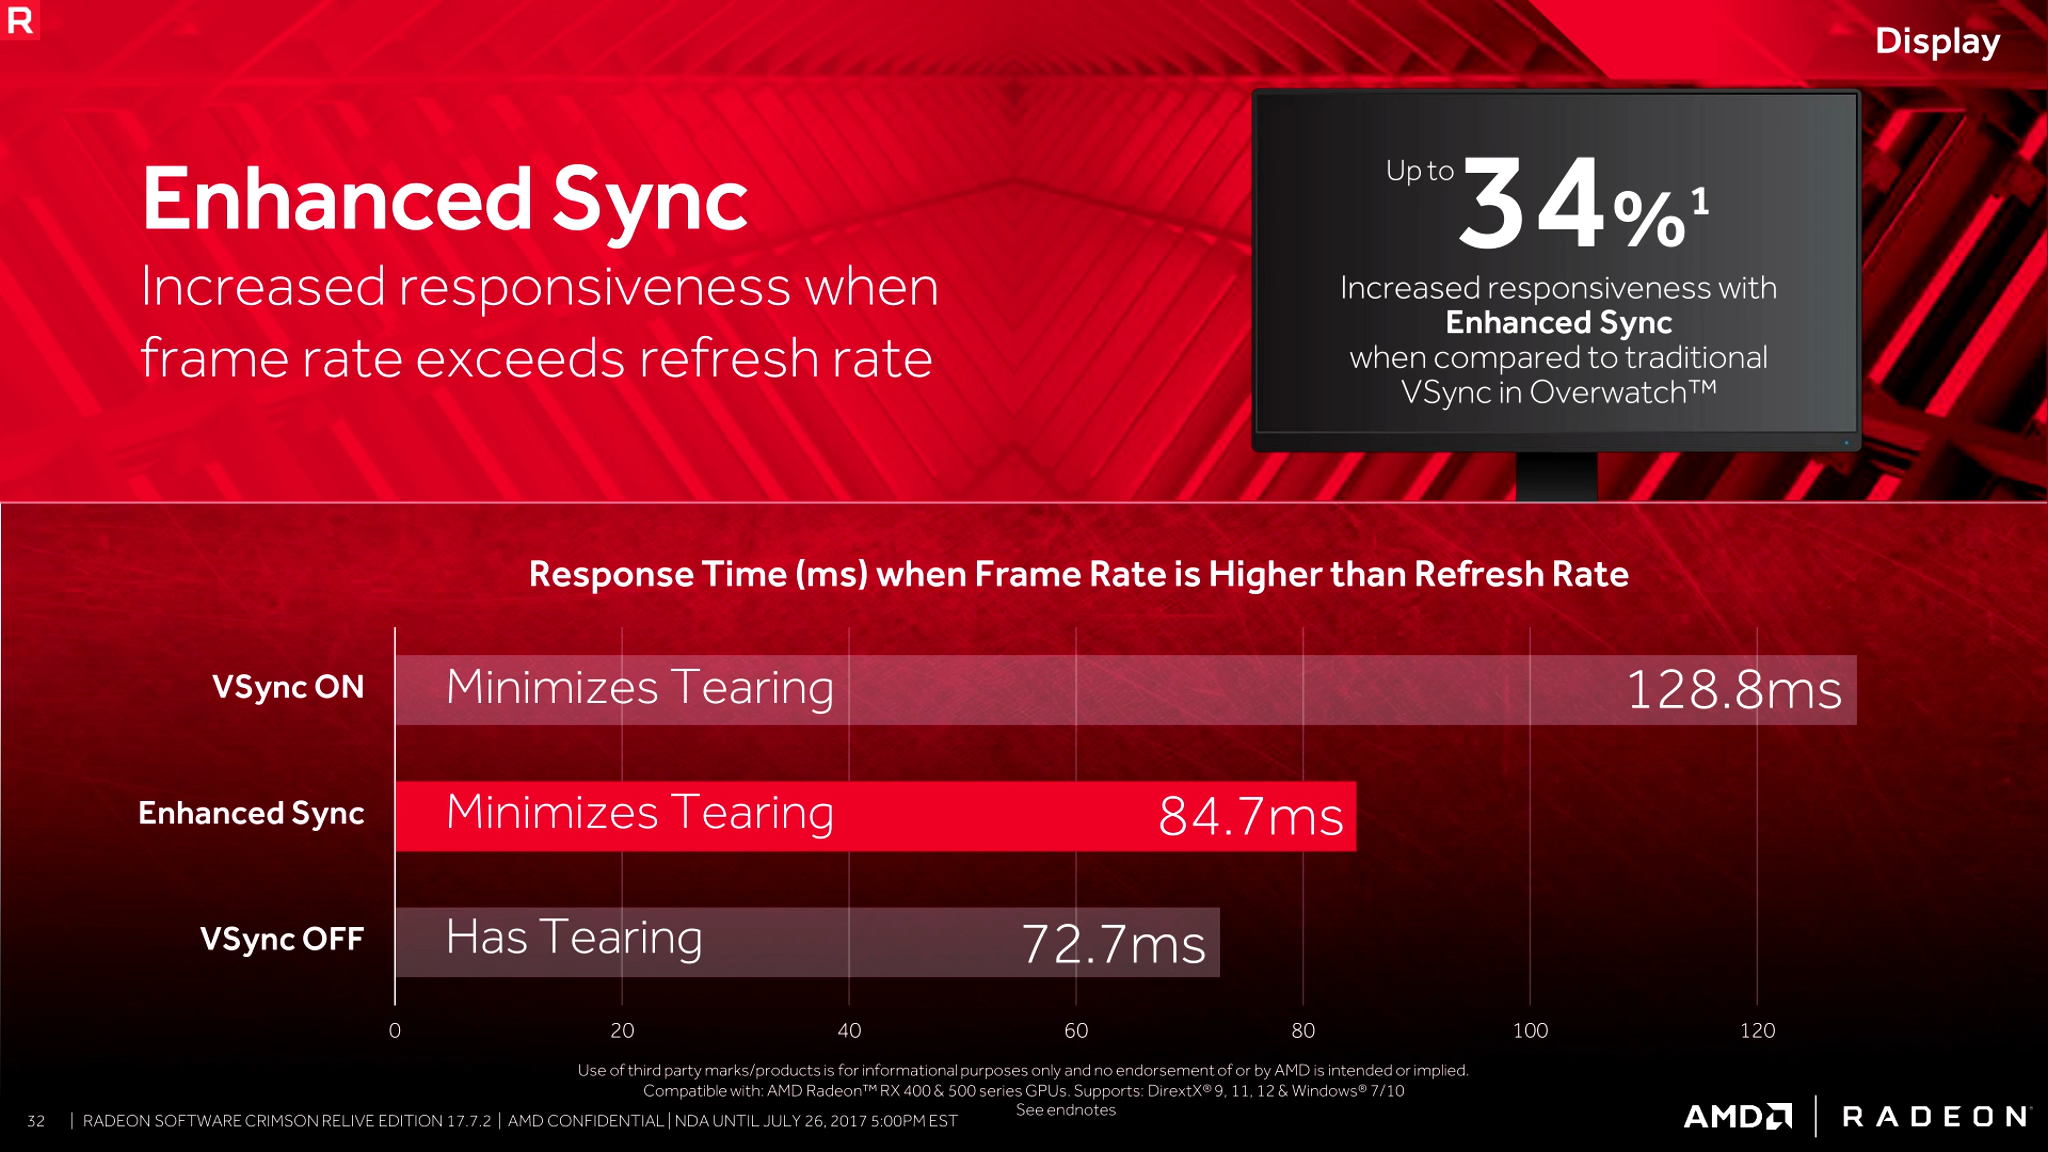 R
Display
Enhanced Sync
Increased responsiveness when
frame rate exceeds refresh rate
Up to 34%1
Increased responsiveness with
Enhanced Sync
when compared to traditional
VSync in Overwatch™
Response Time (ms) when Frame Rate is Higher than Refresh Rate
VSync ON Minimizes Tearing 128.8ms
Enhanced Sync Minimizes Tearing 84.7ms
VSync OFF Has Tearing 72.7ms
0 20 40 60 80 100 120
Use of third party marks/products is for informational purposes only and no endorsement of or by AMD is intended or implied.
Compatible with: AMD Radeon™ RX 400 & 500 series GPUs. Supports: DirextX® 9, 11, 12 & Windows® 7/10
See endnotes
32 | RADEON SOFTWARE CRIMSON RELIVE EDITION 17.7.2 | AMD CONFIDENTIAL | NDA UNTIL JULY 26, 2017 5:00PM EST
AMD | RADEON